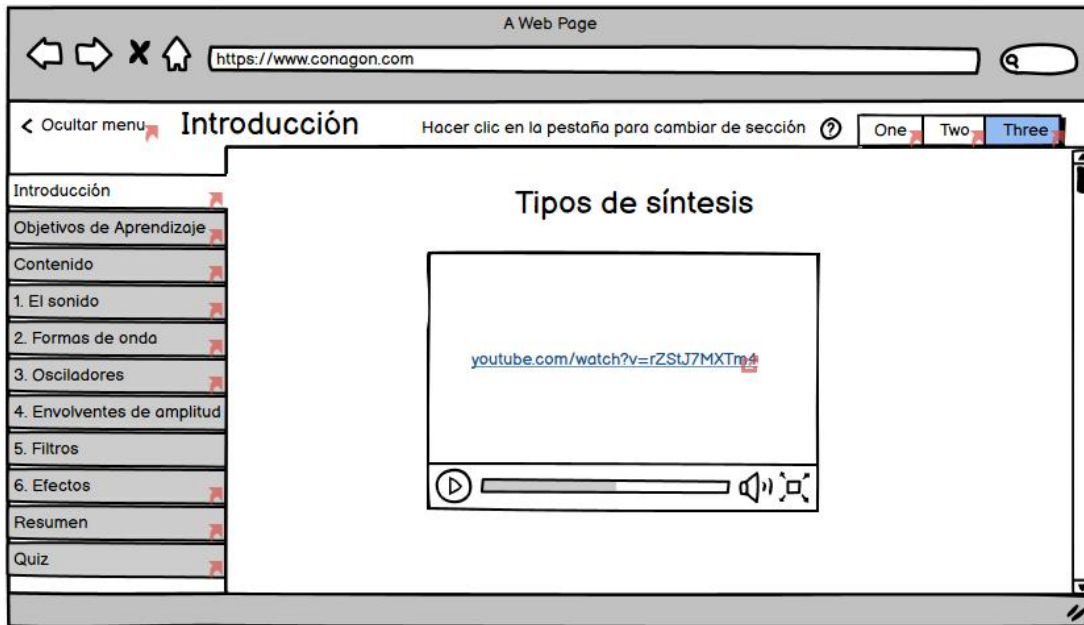 A Web Page
https://www.conagon.com
Ocultar menu
Introducción
Hacer clic en la pestaña para cambiar de sección
?
One
Two
Three
Introducción
Objetivos de Aprendizaje
Contenido
1. El sonido
2. Formas de onda
3. Osciladores
4. Envolventes de amplitud
5. Filtros
6. Efectos
Resumen
Quiz
Tipos de síntesis
youtube.com/watch?v=rZStJ7MXTm4